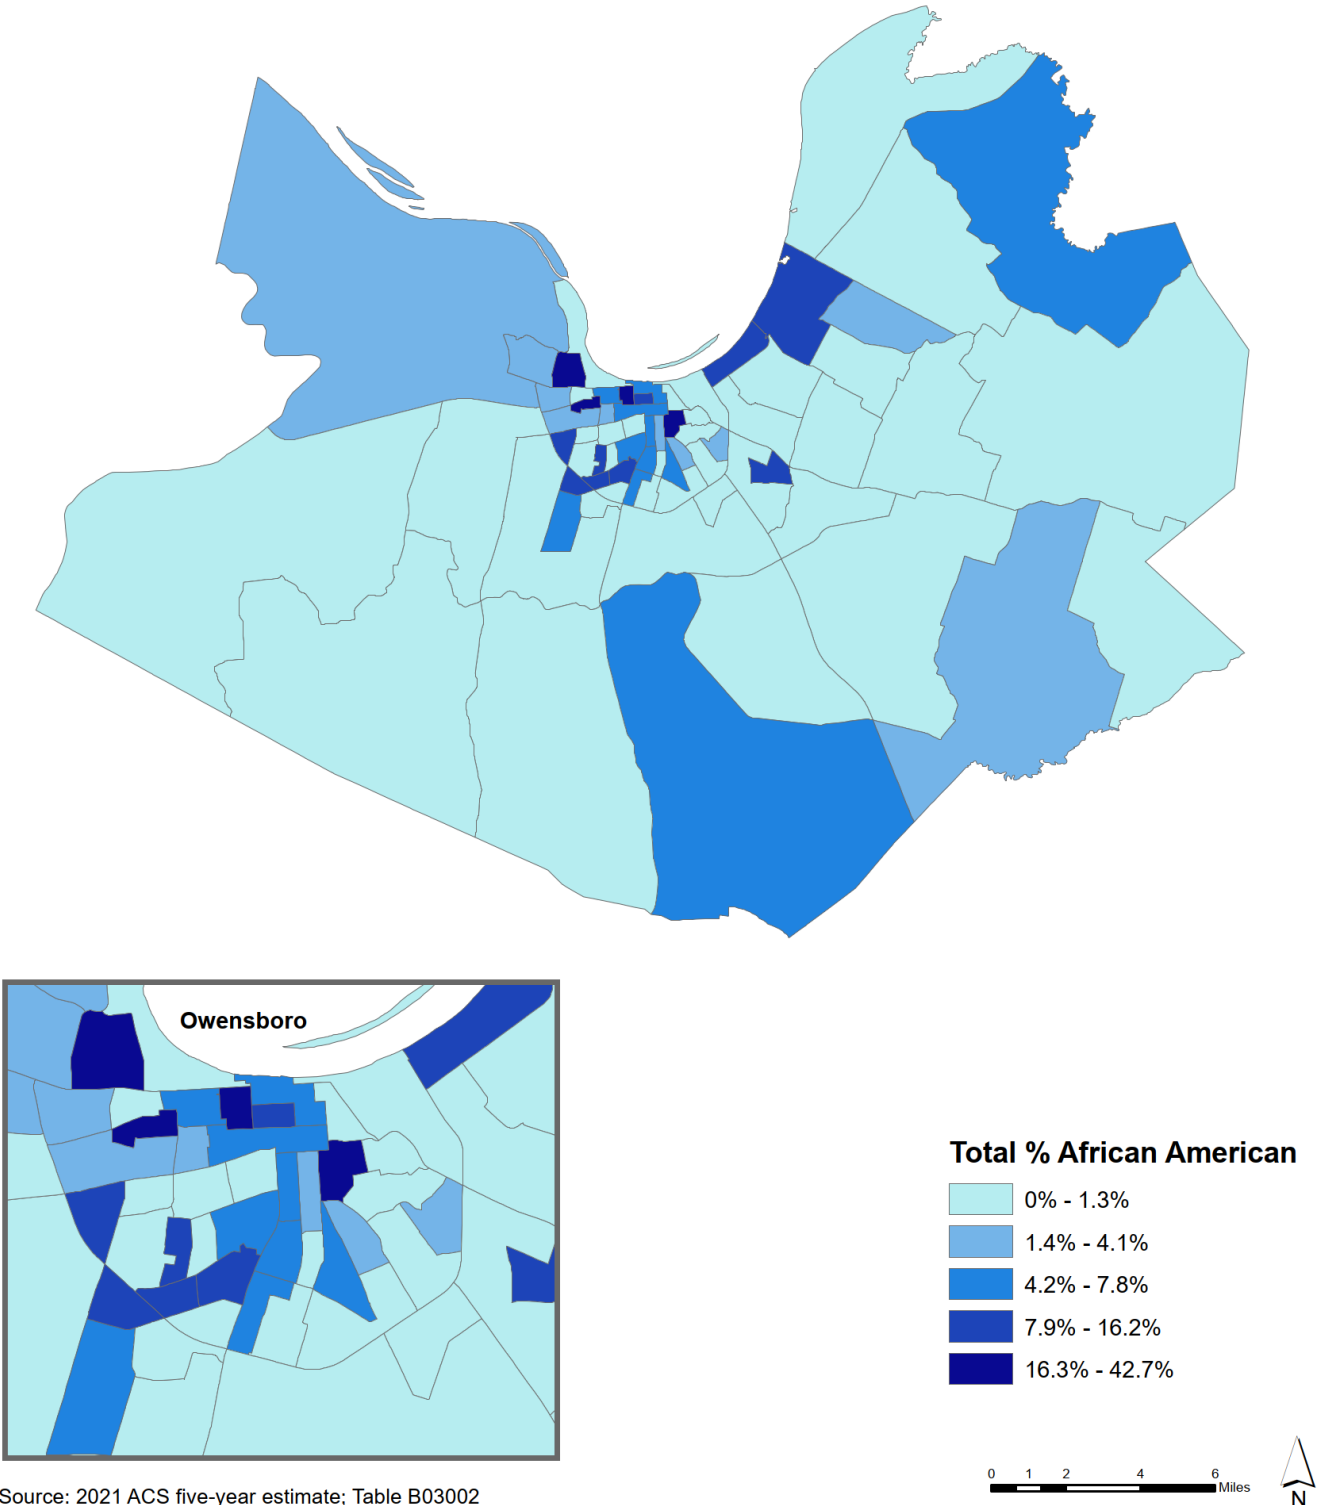 Owensboro
Total % African American
0% - 1.3%
1.4% - 4.1%
4.2% - 7.8%
7.9% - 16.2%
16.3% - 42.7%
0 1 2 4 6
Miles
N
Source: 2021 ACS five-year estimate; Table B03002